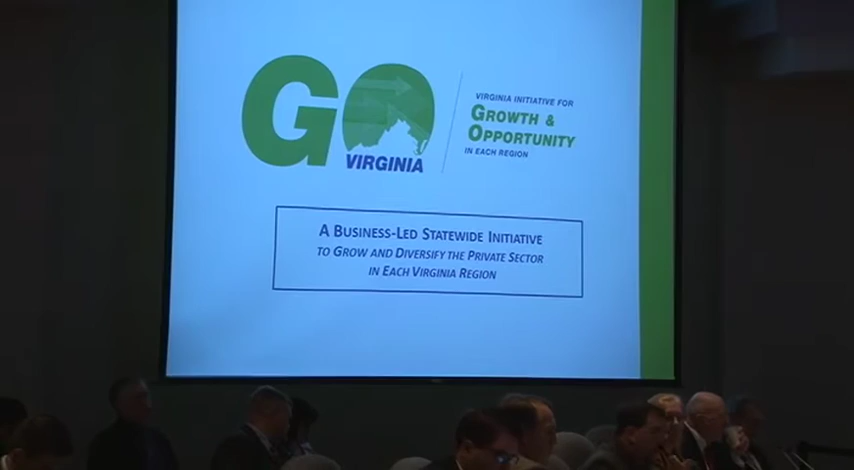 GO
VIRGINIA
VIRGINIA INITIATIVE FOR
GROWTH &
OPPORTUNITY
IN EACH REGION
A BUSINESS-LED STATEWIDE INITIATIVE
TO GROW AND DIVERSIFY THE PRIVATE SECTOR
IN EACH VIRGINIA REGION